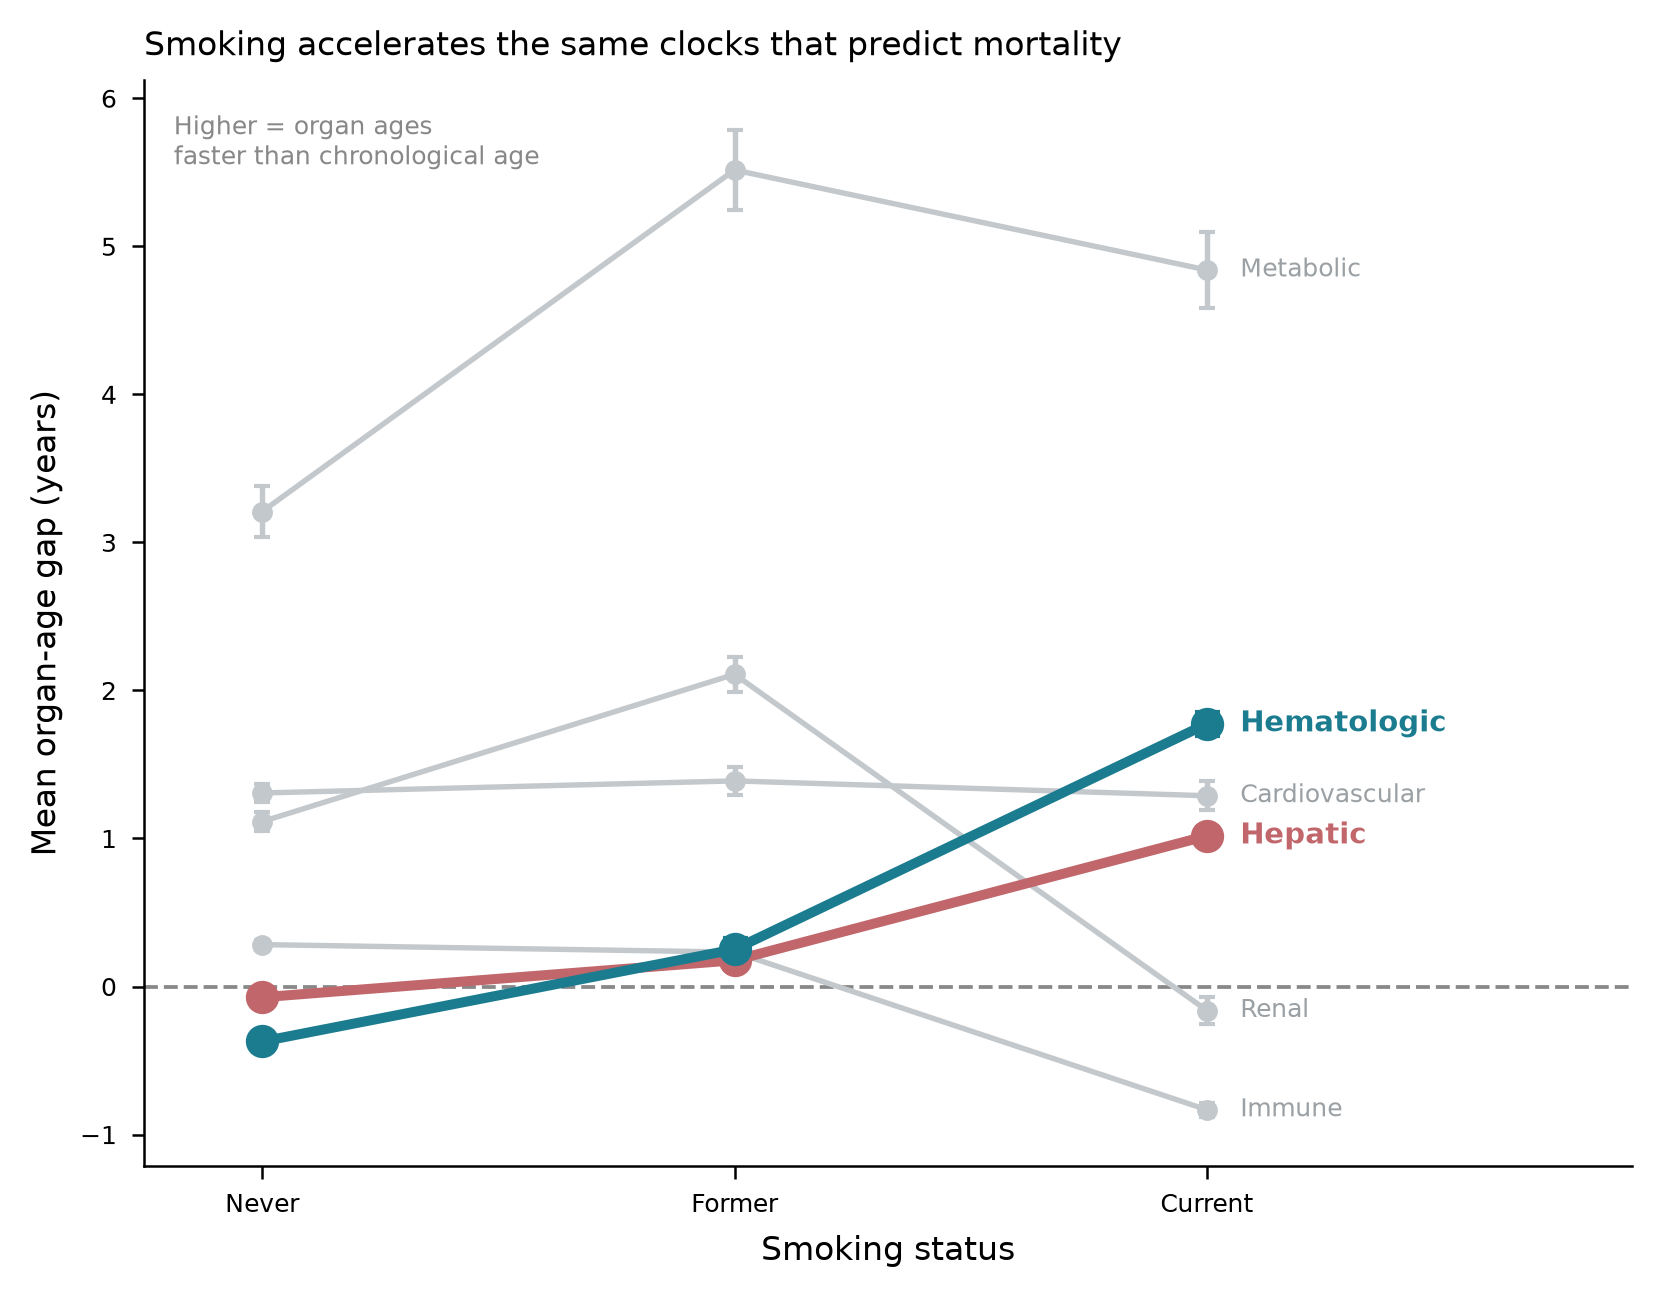 Smoking accelerates the same clocks that predict mortality
Higher = organ ages
faster than chronological age
Mean organ-age gap (years)
6
5
4
3
2
1
0
−1
Metabolic
Hematologic
Cardiovascular
Hepatic
Renal
Immune
Never
Former
Current
Smoking status